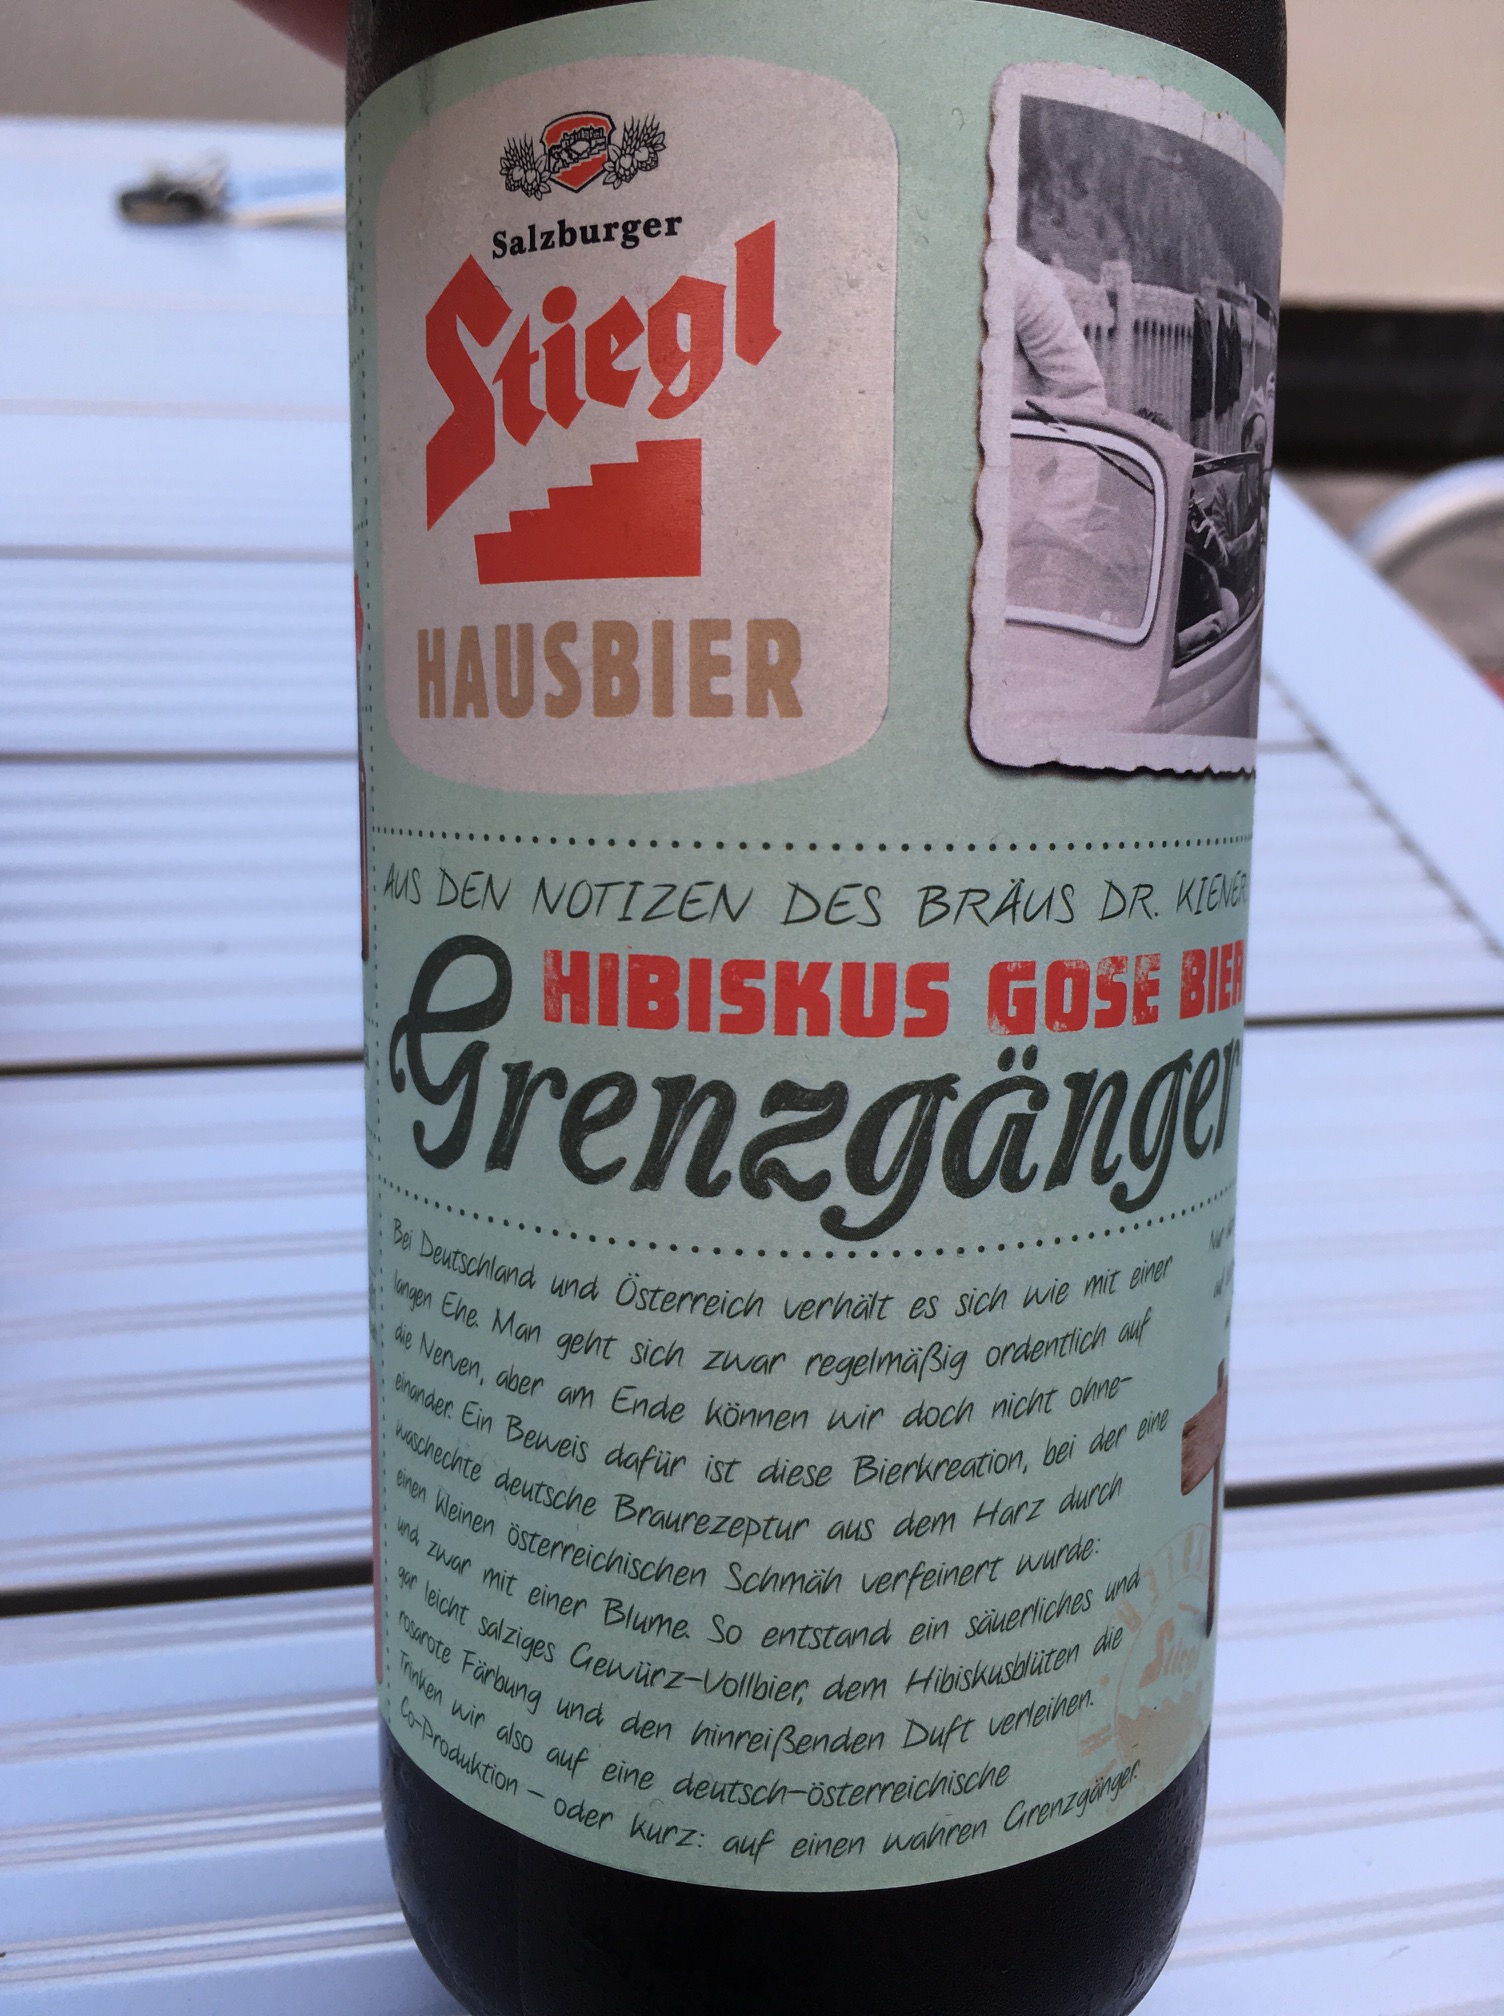 Salzburger
Stiegl
HAUSBIER
AUS DEN NOTIZEN DES BRÄUS DR. KIENER
HIBISKUS GOSE BIER
Grenzgänger
Bei Deutschland und Österreich verhält es sich wie mit einer
langen Ehe. Man geht sich zwar regelmäßig ordentlich auf
die Nerven, aber am Ende können wir doch nicht ohne-
einander. Ein Beweis dafür ist diese Bierkreation, bei der eine
waschechte deutsche Braurezeptur aus dem Harz durch
einen kleinen österreichischen Schmäh verfeinert wurde:
und zwar mit einer Blume. So entstand ein säuerliches und
gar leicht salziges Gewürz-Vollbier, dem Hibiskusblüten die
rosarote Färbung und den hinreißenden Duft verleihen.
Trinken wir also auf eine deutsch-österreichische
Co-Produktion – oder kurz: auf einen wahren Grenzgänger.
Stiegl